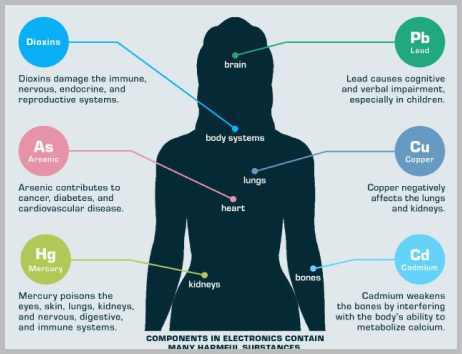 Dioxins
Dioxins damage the immune,
nervous, endocrine, and
reproductive systems.
As
Arsenic
Arsenic contributes to
cancer, diabetes, and
cardiovascular disease.
Hg
Mercury
Mercury poisons the
eyes, skin, lungs, kidneys,
and nervous, digestive,
and immune systems.
brain
body systems
lungs
heart
kidneys
bones
Pb
Lead
Lead causes cognitive
and verbal impairment,
especially in children.
Cu
Copper
Copper negatively
affects the lungs
and kidneys.
Cd
Cadmium
Cadmium weakens
the bones by interfering
with the body's ability to
metabolize calcium.
COMPONENTS IN ELECTRONICS CONTAIN
MANY HARMFUL SUBSTANCES